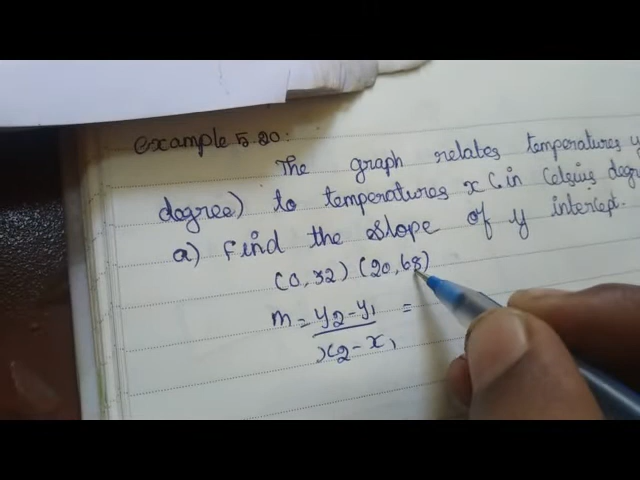 example 5.20:
The graph relates temperatures y
degree) to temperatures x (in Celsius degr
a) Find the slope of y intercept.
(0,32) (20,68)
m = y2-y1 =
x2-x1